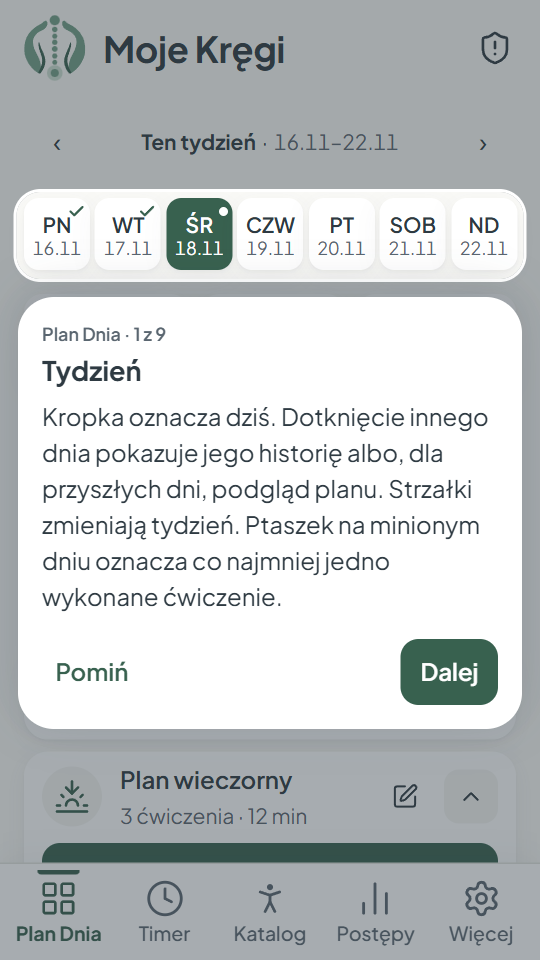 Moje Kręgi
‹ Ten tydzień · 16.11–22.11 ›
PN WT ŚR CZW PT SOB ND
16.11 17.11 18.11 19.11 20.11 21.11 22.11
Plan Dnia · 1 z 9
Tydzień
Kropka oznacza dziś. Dotknięcie innego
dnia pokazuje jego historię albo, dla
przyszłych dni, podgląd planu. Strzałki
zmieniają tydzień. Ptaszek na minionym
dniu oznacza co najmniej jedno
wykonane ćwiczenie.
Pomiń Dalej
Plan wieczorny
3 ćwiczenia · 12 min
Plan Dnia Timer Katalog Postępy Więcej